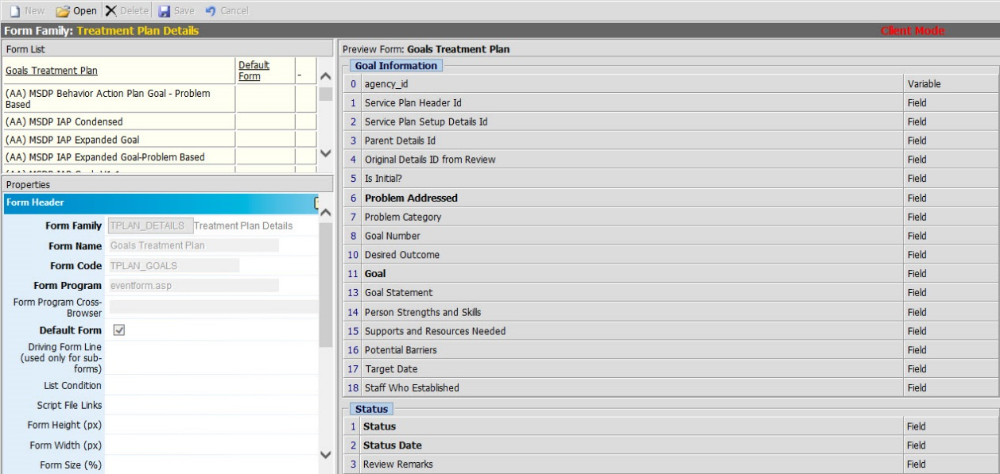 New Open Delete Save Cancel
Form Family: Treatment Plan Details Client Mode
Form List
Goals Treatment Plan Default Form -
(AA) MSDP Behavior Action Plan Goal - Problem
Based
(AA) MSDP IAP Condensed
(AA) MSDP IAP Expanded Goal
(AA) MSDP IAP Expanded Goal-Problem Based
Properties
Form Header
Form Family TPLAN_DETAILS Treatment Plan Details
Form Name Goals Treatment Plan
Form Code TPLAN_GOALS
Form Program eventform.asp
Form Program Cross-
Browser
Default Form
Driving Form Line
(used only for sub-
forms)
List Condition
Script File Links
Form Height (px)
Form Width (px)
Form Size (%)
Preview Form: Goals Treatment Plan
Goal Information
0 agency_id Variable
1 Service Plan Header Id Field
2 Service Plan Setup Details Id Field
3 Parent Details Id Field
4 Original Details ID from Review Field
5 Is Initial? Field
6 Problem Addressed Field
7 Problem Category Field
8 Goal Number Field
10 Desired Outcome Field
11 Goal Field
13 Goal Statement Field
14 Person Strengths and Skills Field
15 Supports and Resources Needed Field
16 Potential Barriers Field
17 Target Date Field
18 Staff Who Established Field
Status
1 Status Field
2 Status Date Field
3 Review Remarks Field